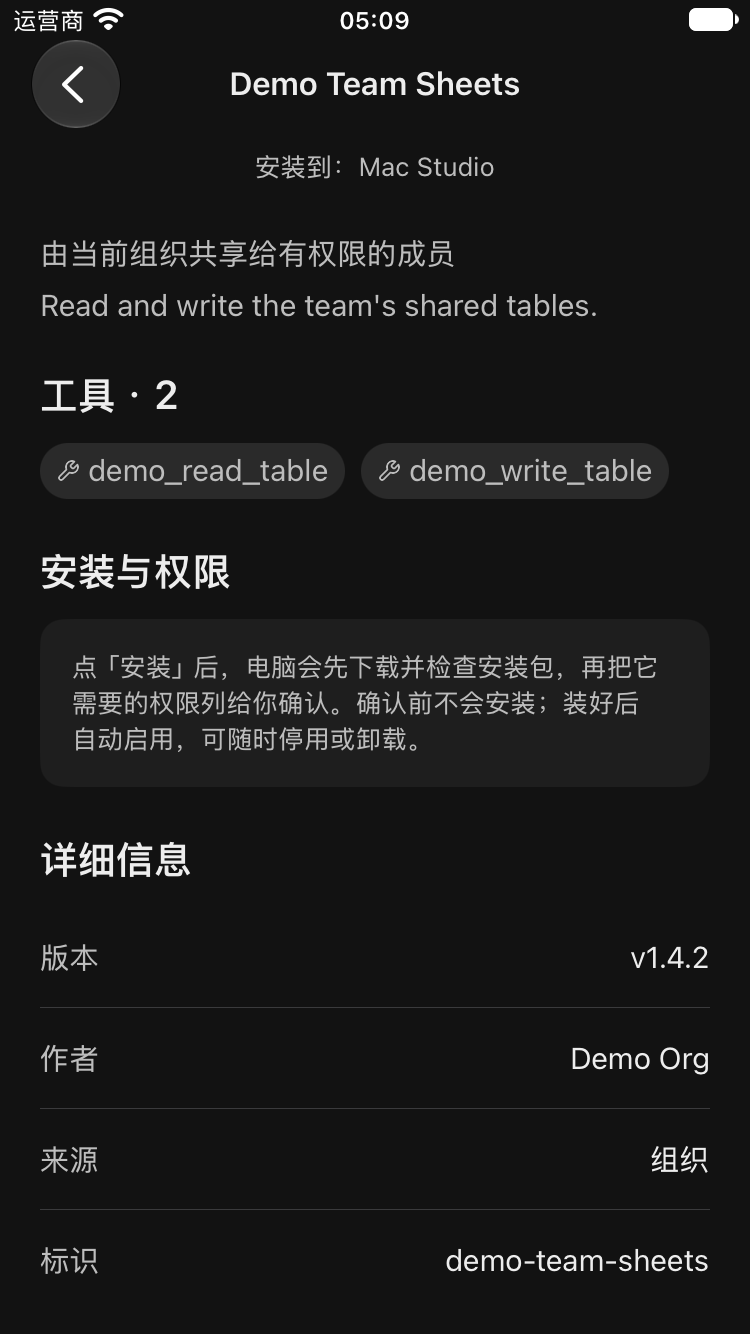 运营商
05:09
Demo Team Sheets
安装到：Mac Studio
由当前组织共享给有权限的成员
Read and write the team's shared tables.
工具 · 2
demo_read_table
demo_write_table
安装与权限
点「安装」后，电脑会先下载并检查安装包，再把它
需要的权限列给你确认。确认前不会安装；装好后
自动启用，可随时停用或卸载。
详细信息
版本
v1.4.2
作者
Demo Org
来源
组织
标识
demo-team-sheets